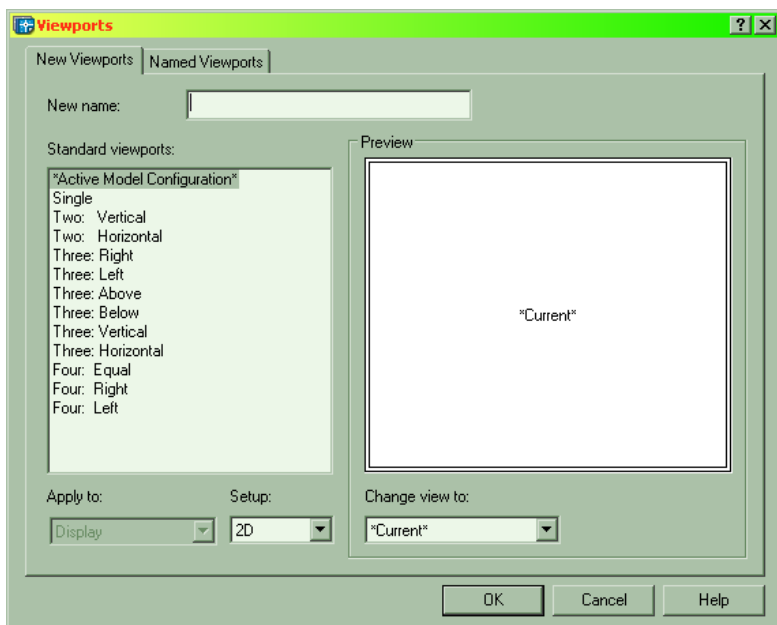 Viewports
New Viewports
Named Viewports
New name:
Standard viewports:
*Active Model Configuration*
Single
Two: Vertical
Two: Horizontal
Three: Right
Three: Left
Three: Above
Three: Below
Three: Vertical
Three: Horizontal
Four: Equal
Four: Right
Four: Left
Preview
*Current*
Apply to:
Display
Setup:
2D
Change view to:
*Current*
OK
Cancel
Help